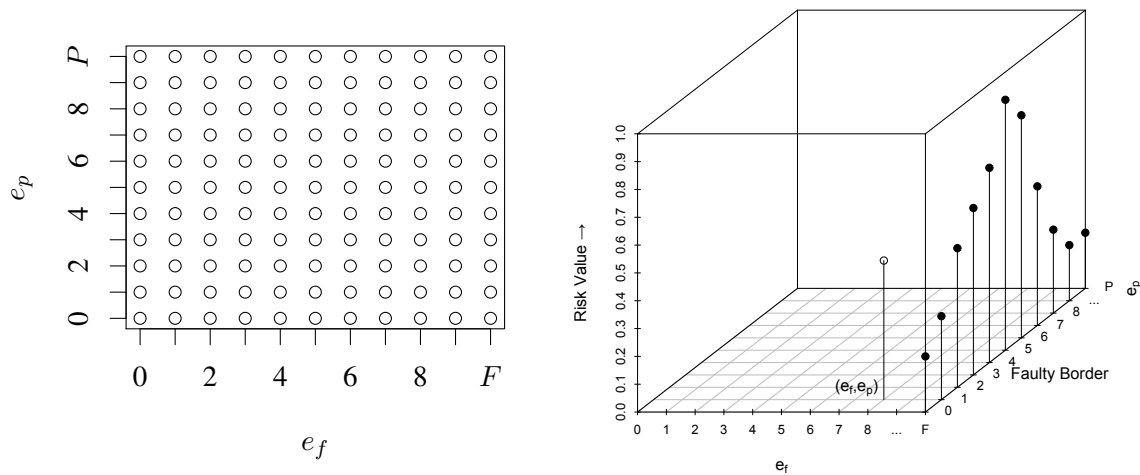 P
8
6
4
2
0
e_p
0 2 4 6 8 F
e_f
Risk Value →
1.0
0.9
0.8
0.7
0.6
0.5
0.4
0.3
0.2
0.1
0.0
0 1 2 3 4 5 6 7 8 ... F
e_f
(e_f,e_p)
0 1 2 3 4 5 6 7 8 ... P
e_p
Faulty Border